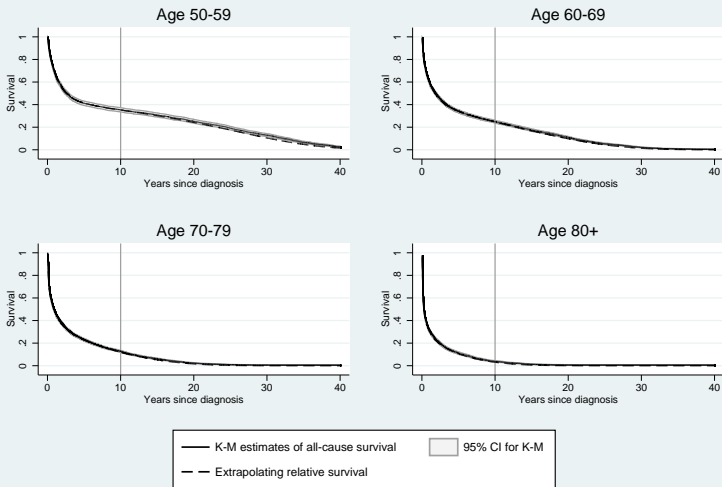 Age 50-59
Age 60-69
Survival
0 .2 .4 .6 .8 1
0 10 20 30 40
Years since diagnosis
Survival
0 .2 .4 .6 .8 1
0 10 20 30 40
Years since diagnosis
Age 70-79
Age 80+
Survival
0 .2 .4 .6 .8 1
0 10 20 30 40
Years since diagnosis
Survival
0 .2 .4 .6 .8 1
0 10 20 30 40
Years since diagnosis
K-M estimates of all-cause survival
95% CI for K-M
Extrapolating relative survival